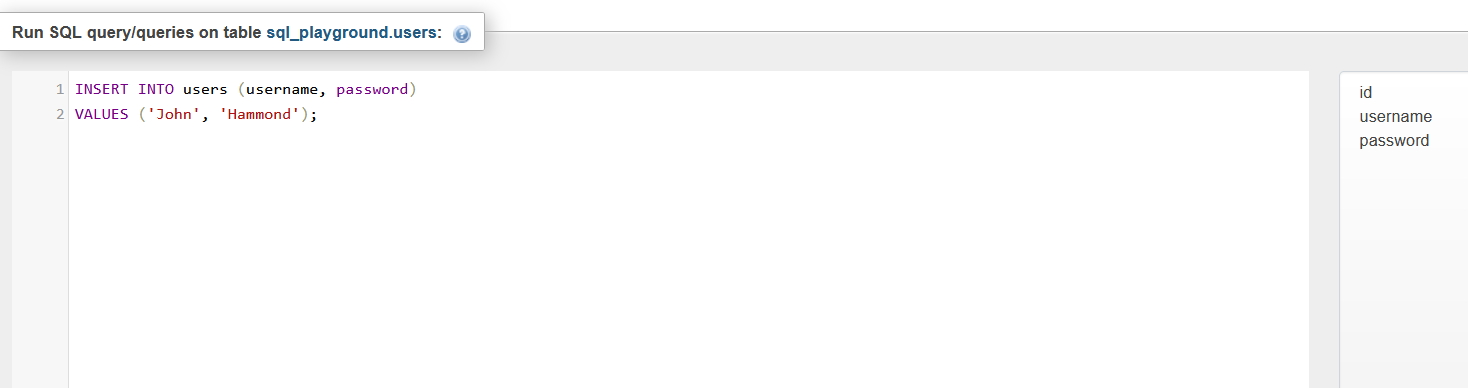 Run SQL query/queries on table sql_playground.users:
1 INSERT INTO users (username, password)
2 VALUES ('John', 'Hammond');
id
username
password